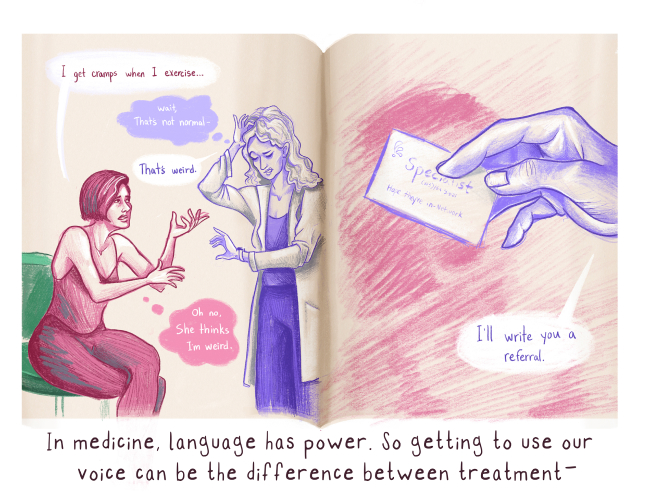 I get cramps when I exercise...
wait,
Thats not normal-
That's weird.
Oh no,
She thinks
I'm weird.
Specialist
Hope they're in-network
I'll write you a
referral.
In medicine, language has power. So getting to use our
voice can be the difference between treatment–